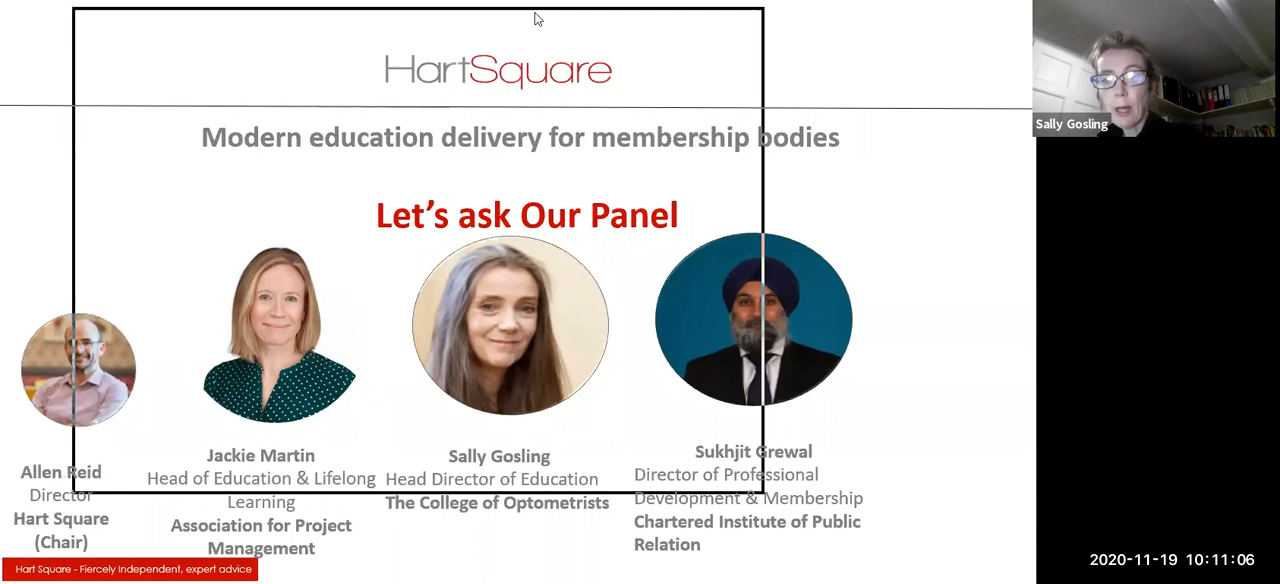 HartSquare
Sally Gosling
Modern education delivery for membership bodies
Let's ask Our Panel
Allen Reid
Director
Hart Square
(Chair)
Jackie Martin
Head of Education & Lifelong
Learning
Association for Project
Management
Sally Gosling
Head Director of Education
The College of Optometrists
Sukhjit Grewal
Director of Professional
Development & Membership
Chartered Institute of Public
Relation
Hart Square - Fiercely Independent, expert advice
2020-11-19 10:11:06